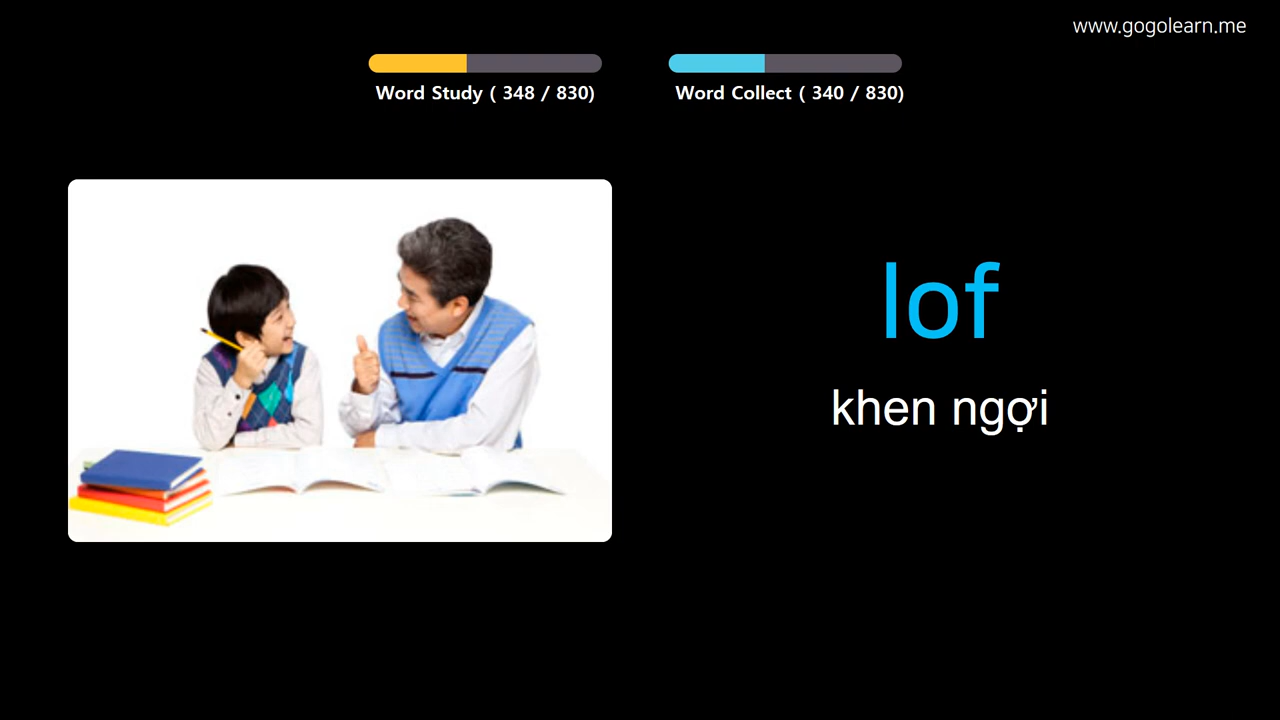 www.gogolearn.me
Word Study ( 348 / 830)
Word Collect ( 340 / 830)
lof
khen ngợi